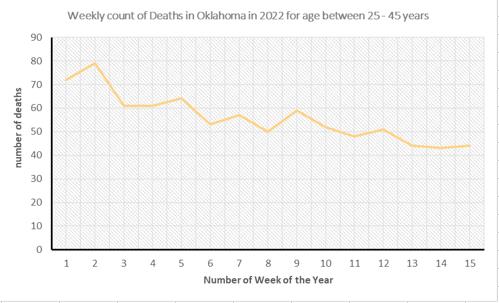 Weekly count of Deaths in Oklahoma in 2022 for age between 25 - 45 years
90
80
70
60
50
40
30
20
10
0
number of deaths
1 2 3 4 5 6 7 8 9 10 11 12 13 14 15
Number of Week of the Year